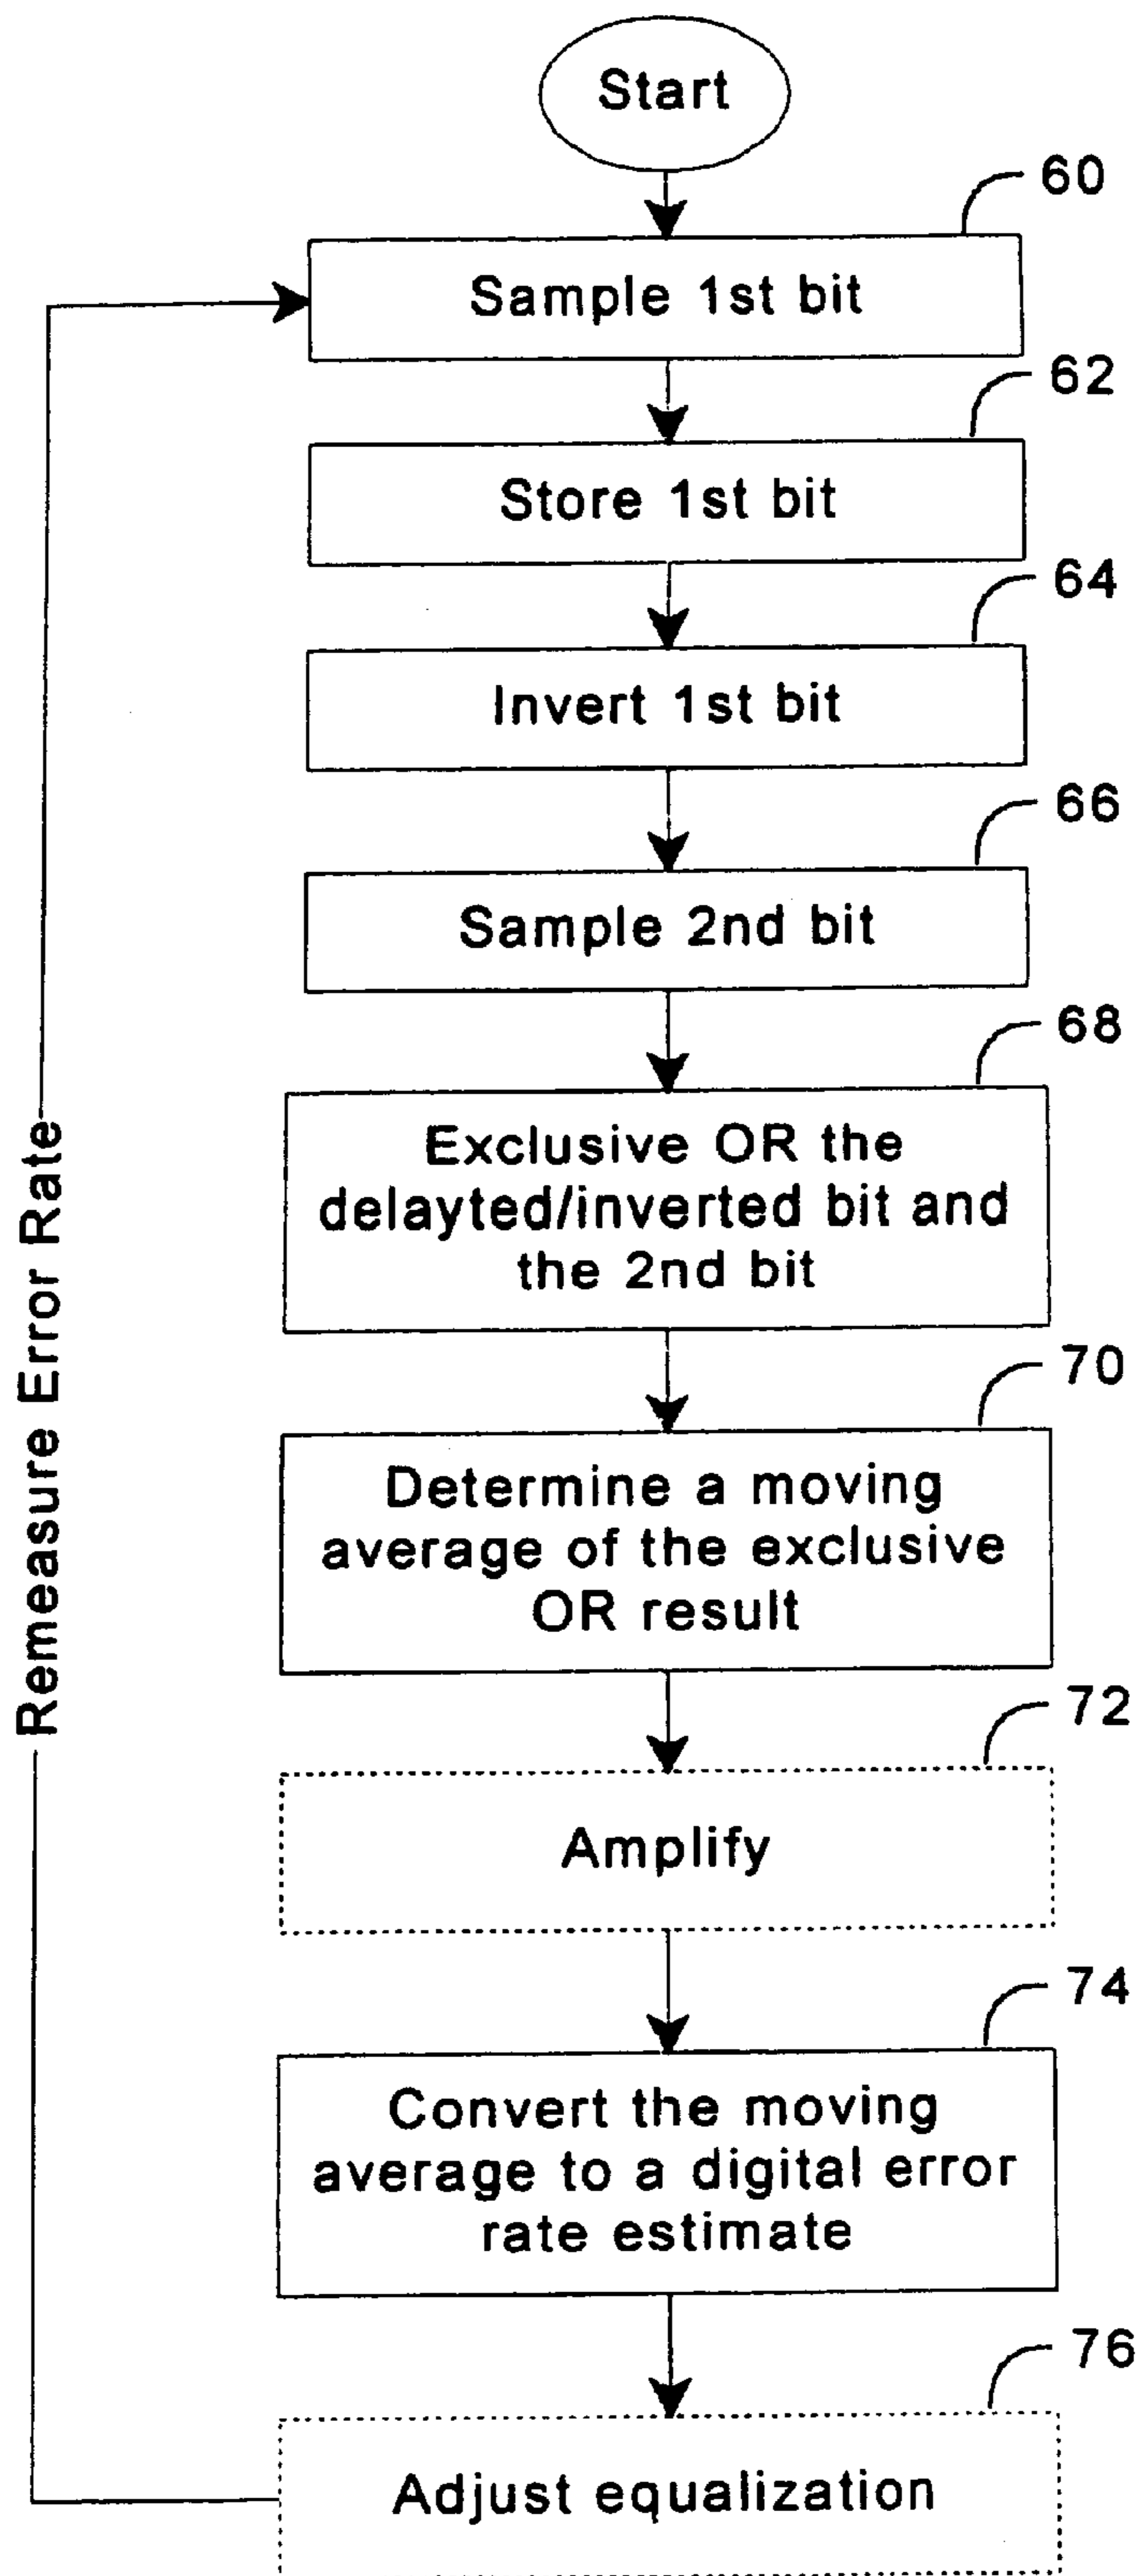 Start
60
Sample 1st bit
62
Store 1st bit
64
Invert 1st bit
66
Sample 2nd bit
68
Exclusive OR the
delayted/inverted bit and
the 2nd bit
70
Determine a moving
average of the exclusive
OR result
72
Amplify
74
Convert the moving
average to a digital error
rate estimate
76
Adjust equalization
Remeasure Error Rate